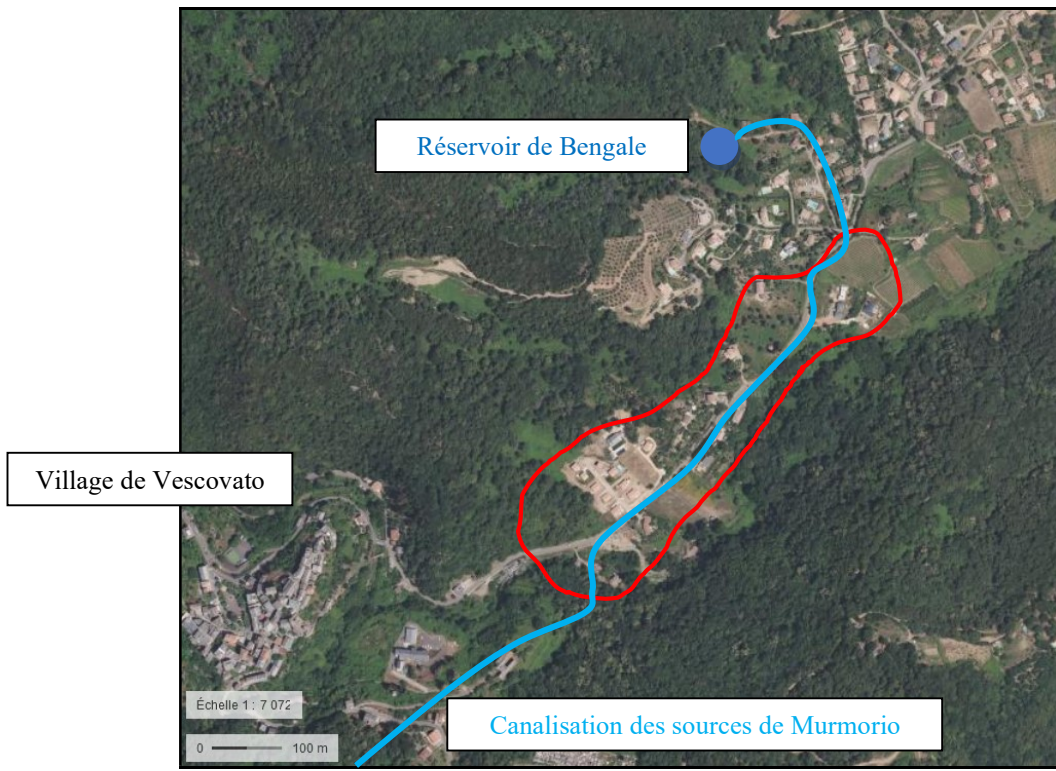 Réservoir de Bengale
Village de Vescovato
Échelle 1 : 7 072
0 100 m
Canalisation des sources de Murmorio